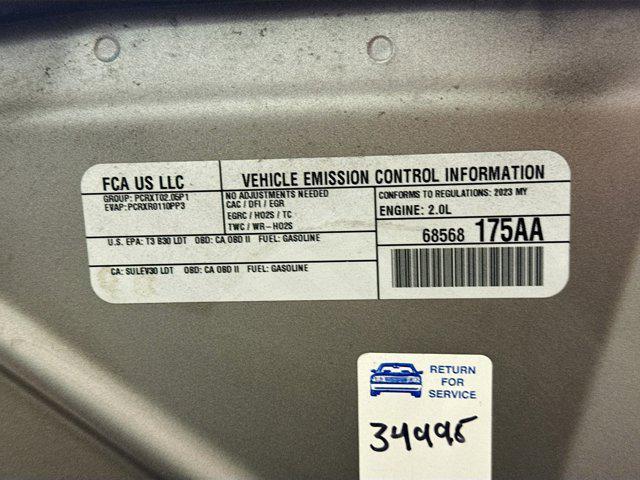 FCA US LLC
VEHICLE EMISSION CONTROL INFORMATION
GROUP: PCRXT02.05P1
EVAP: PCRXR0110PP3
NO ADJUSTMENTS NEEDED
CAC / DFI / EGR
EGRC / HO2S / TC
TWC / WR-HO2S
CONFORMS TO REGULATIONS: 2023 MY
ENGINE: 2.0L
U.S. EPA: T3 B30 LDT OBD: CA OBD II FUEL: GASOLINE
68568 175AA
CA: SULEV30 LDT OBD: CA OBD II FUEL: GASOLINE
RETURN
FOR
SERVICE
34995